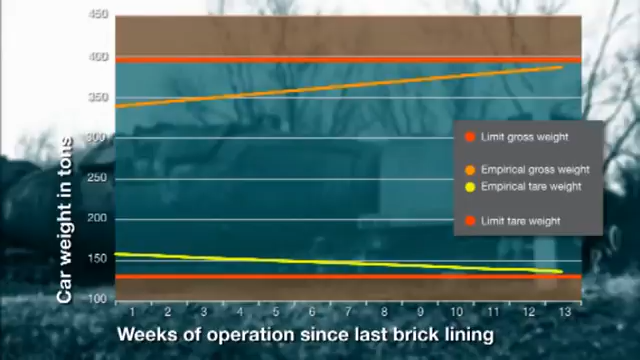 450
400
350
300
250
200
150
100
Car weight in tons
1 2 3 4 5 6 7 8 9 10 11 12 13
Weeks of operation since last brick lining
Limit gross weight
Empirical gross weight
Empirical tare weight
Limit tare weight